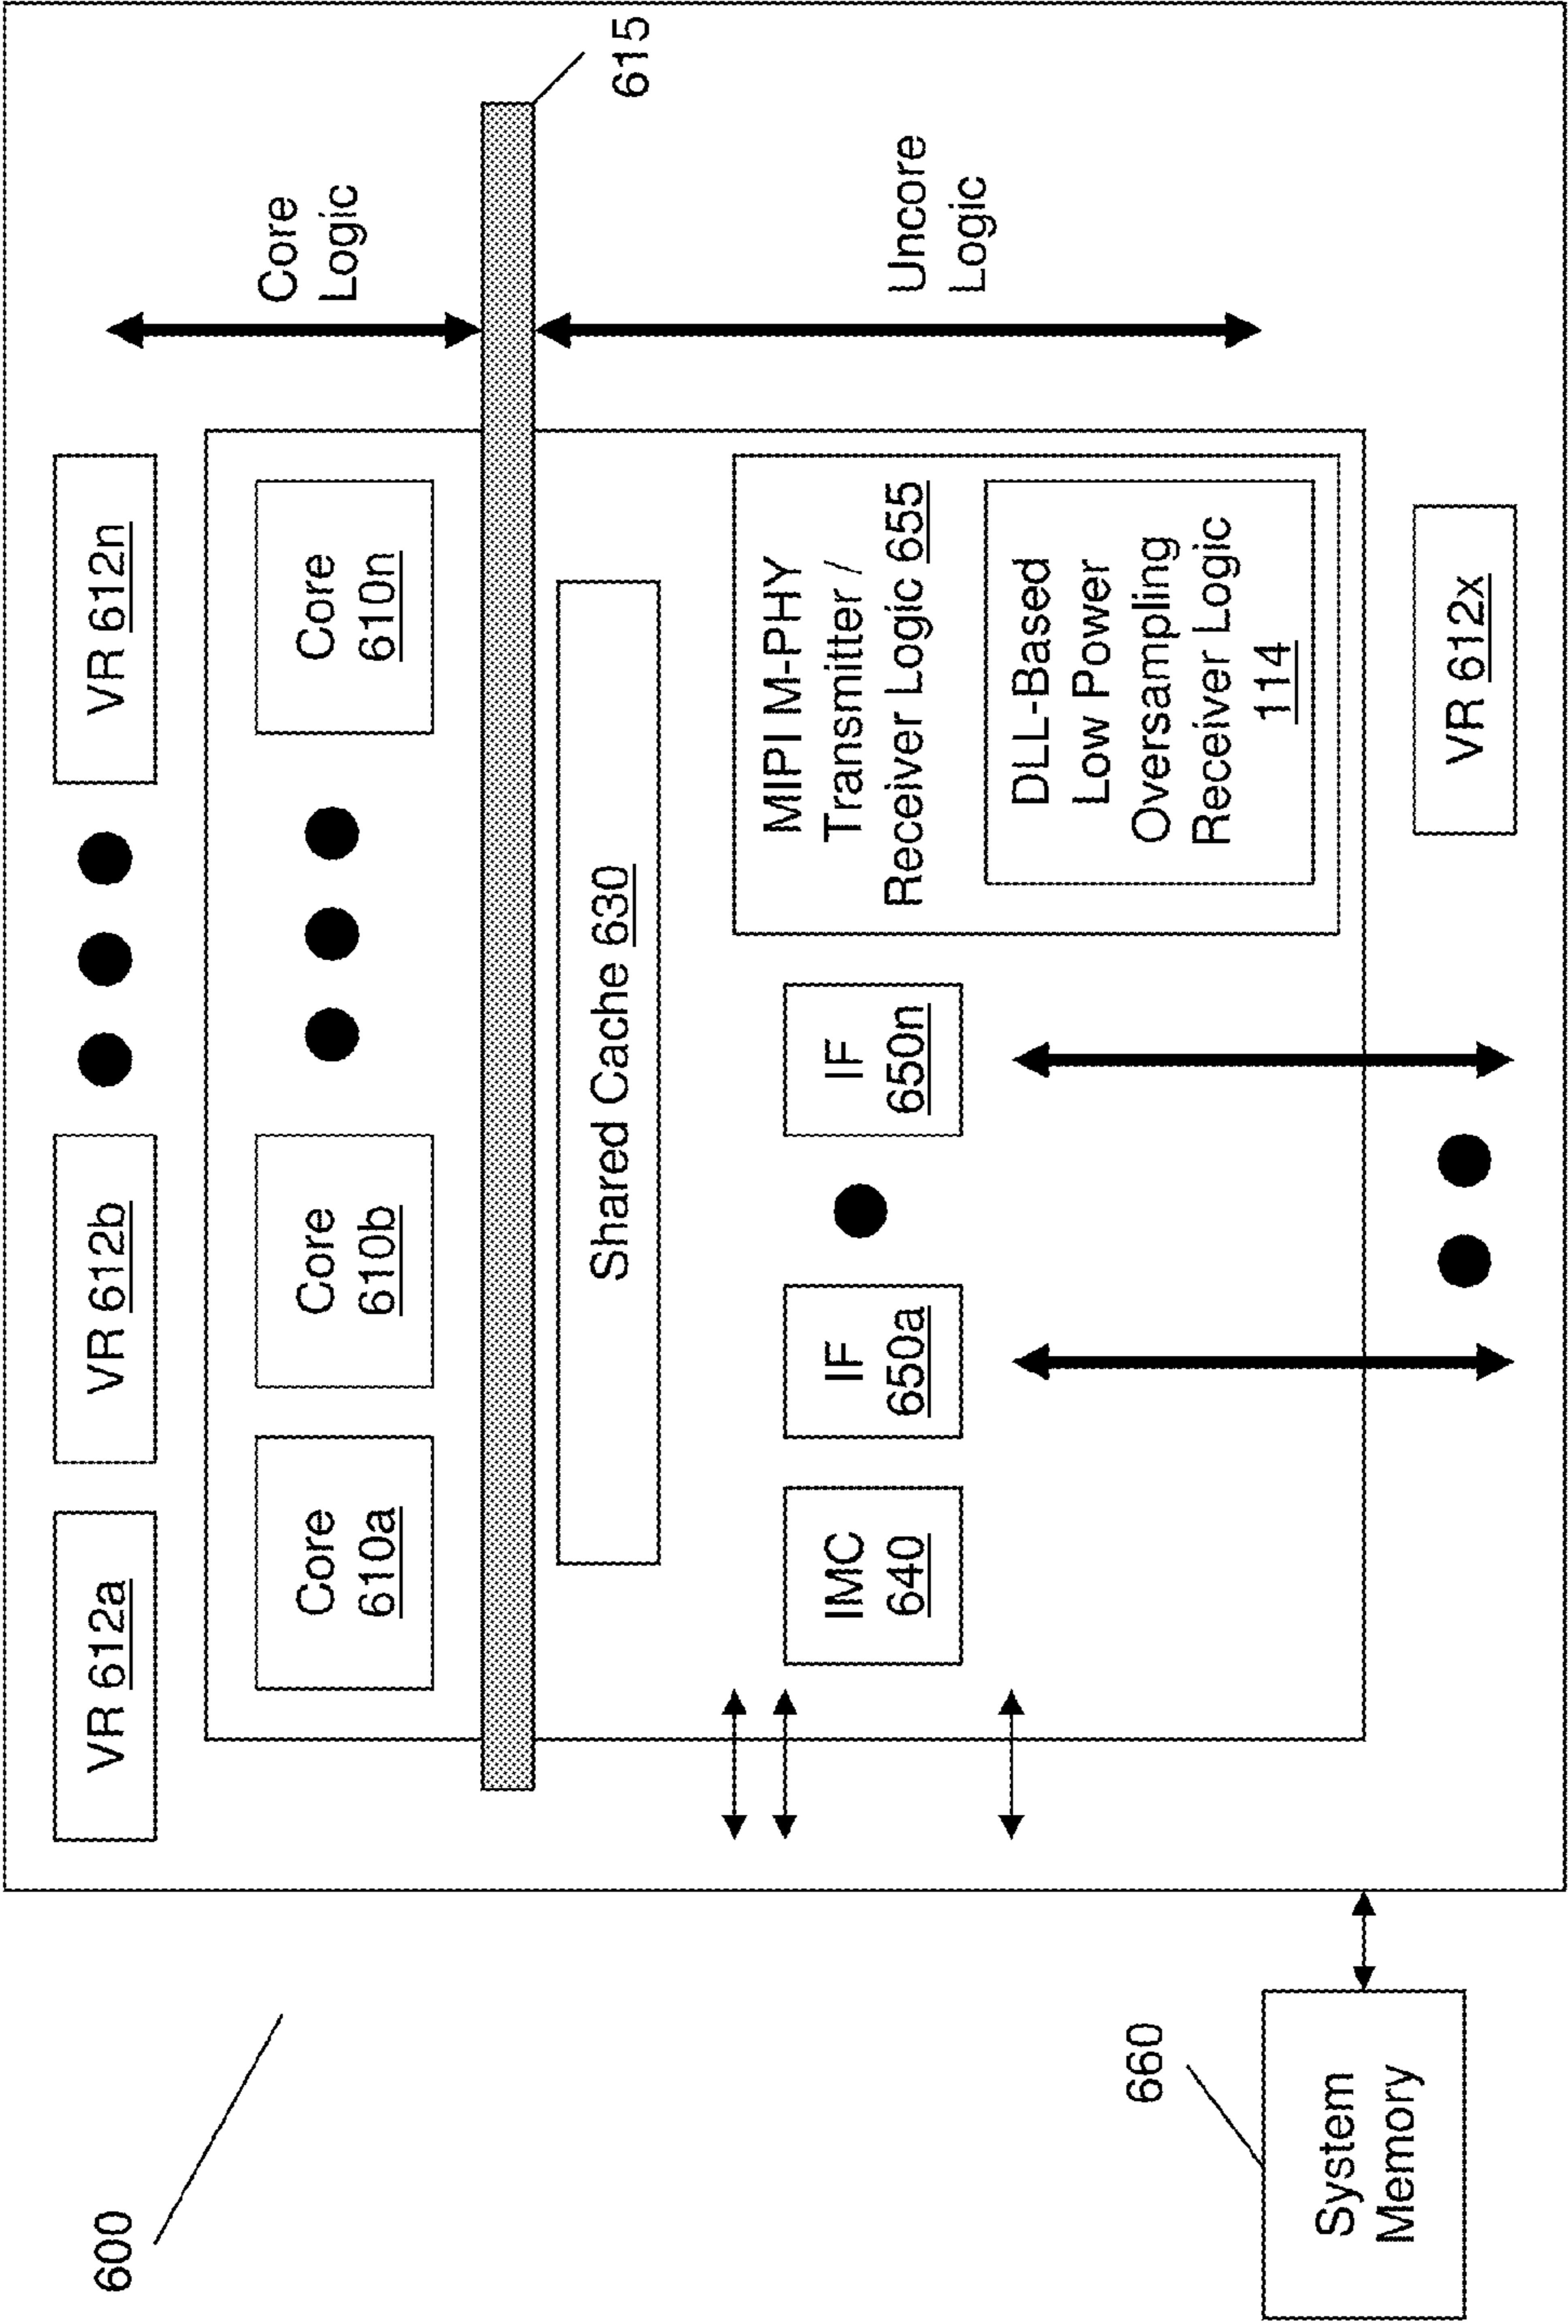 600
VR 612a
VR 612b
VR 612n
Core
610a
Core
610b
Core
610n
Core
Logic
615
Shared Cache 630
Uncore
Logic
IMC
640
IF
650a
IF
650n
MIPI M-PHY
Transmitter /
Receiver Logic 655
DLL-Based
Low Power
Oversampling
Receiver Logic
114
660
System
Memory
VR 612x